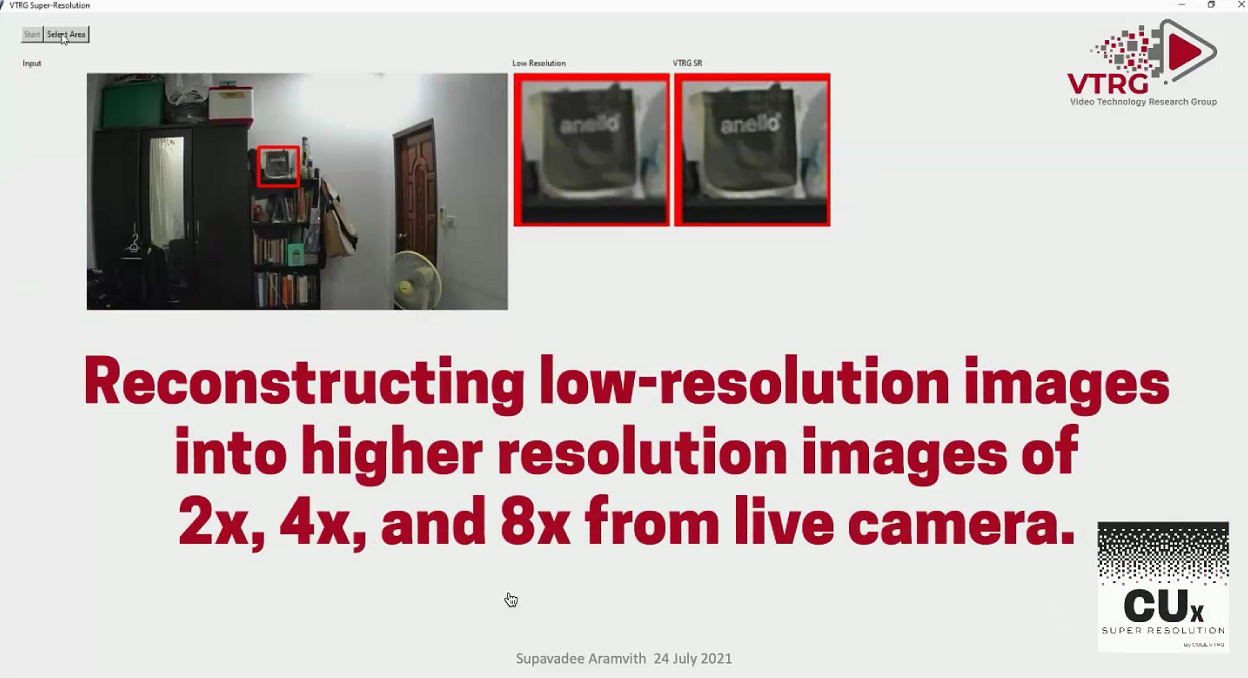 VTRG Super-Resolution
Start Select Area
Input
Low Resolution
VTRG SR
anello
anello
anello
VTRG
Video Technology Research Group
Reconstructing low-resolution images
into higher resolution images of
2x, 4x, and 8x from live camera.
CUx
SUPER RESOLUTION
Supavadee Aramvith 24 July 2021